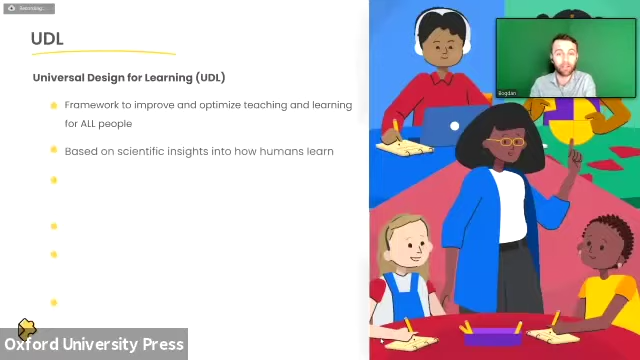 UDL
Universal Design for Learning (UDL)
Framework to improve and optimize teaching and learning
for ALL people
Based on scientific insights into how humans learn
Bogdan
Oxford University Press